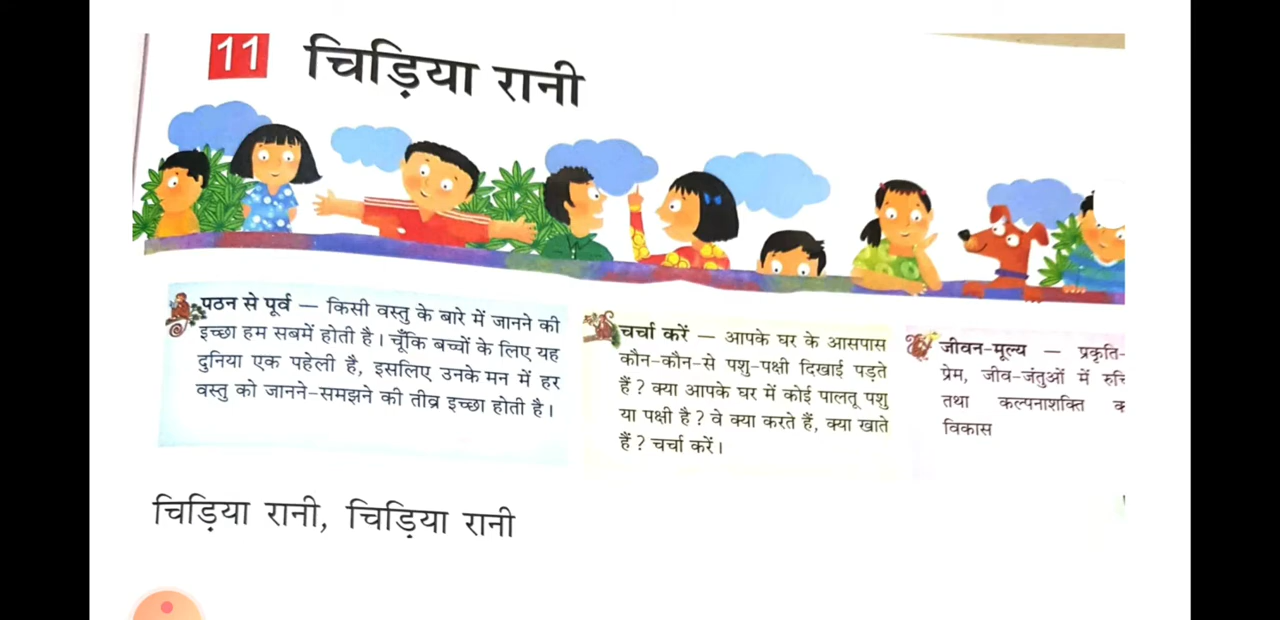 11 चिड़िया रानी
पठन से पूर्व — किसी वस्तु के बारे में जानने की
इच्छा हम सबमें होती है। चूँकि बच्चों के लिए यह
दुनिया एक पहेली है, इसलिए उनके मन में हर
वस्तु को जानने-समझने की तीव्र इच्छा होती है।
चर्चा करें — आपके घर के आसपास
कौन-कौन-से पशु-पक्षी दिखाई पड़ते
हैं? क्या आपके घर में कोई पालतू पशु
या पक्षी है? वे क्या करते हैं, क्या खाते
हैं? चर्चा करें।
जीवन-मूल्य — प्रकृति-
प्रेम, जीव-जंतुओं में
तथा कल्पनाशक्ति
विकास
चिड़िया रानी, चिड़िया रानी